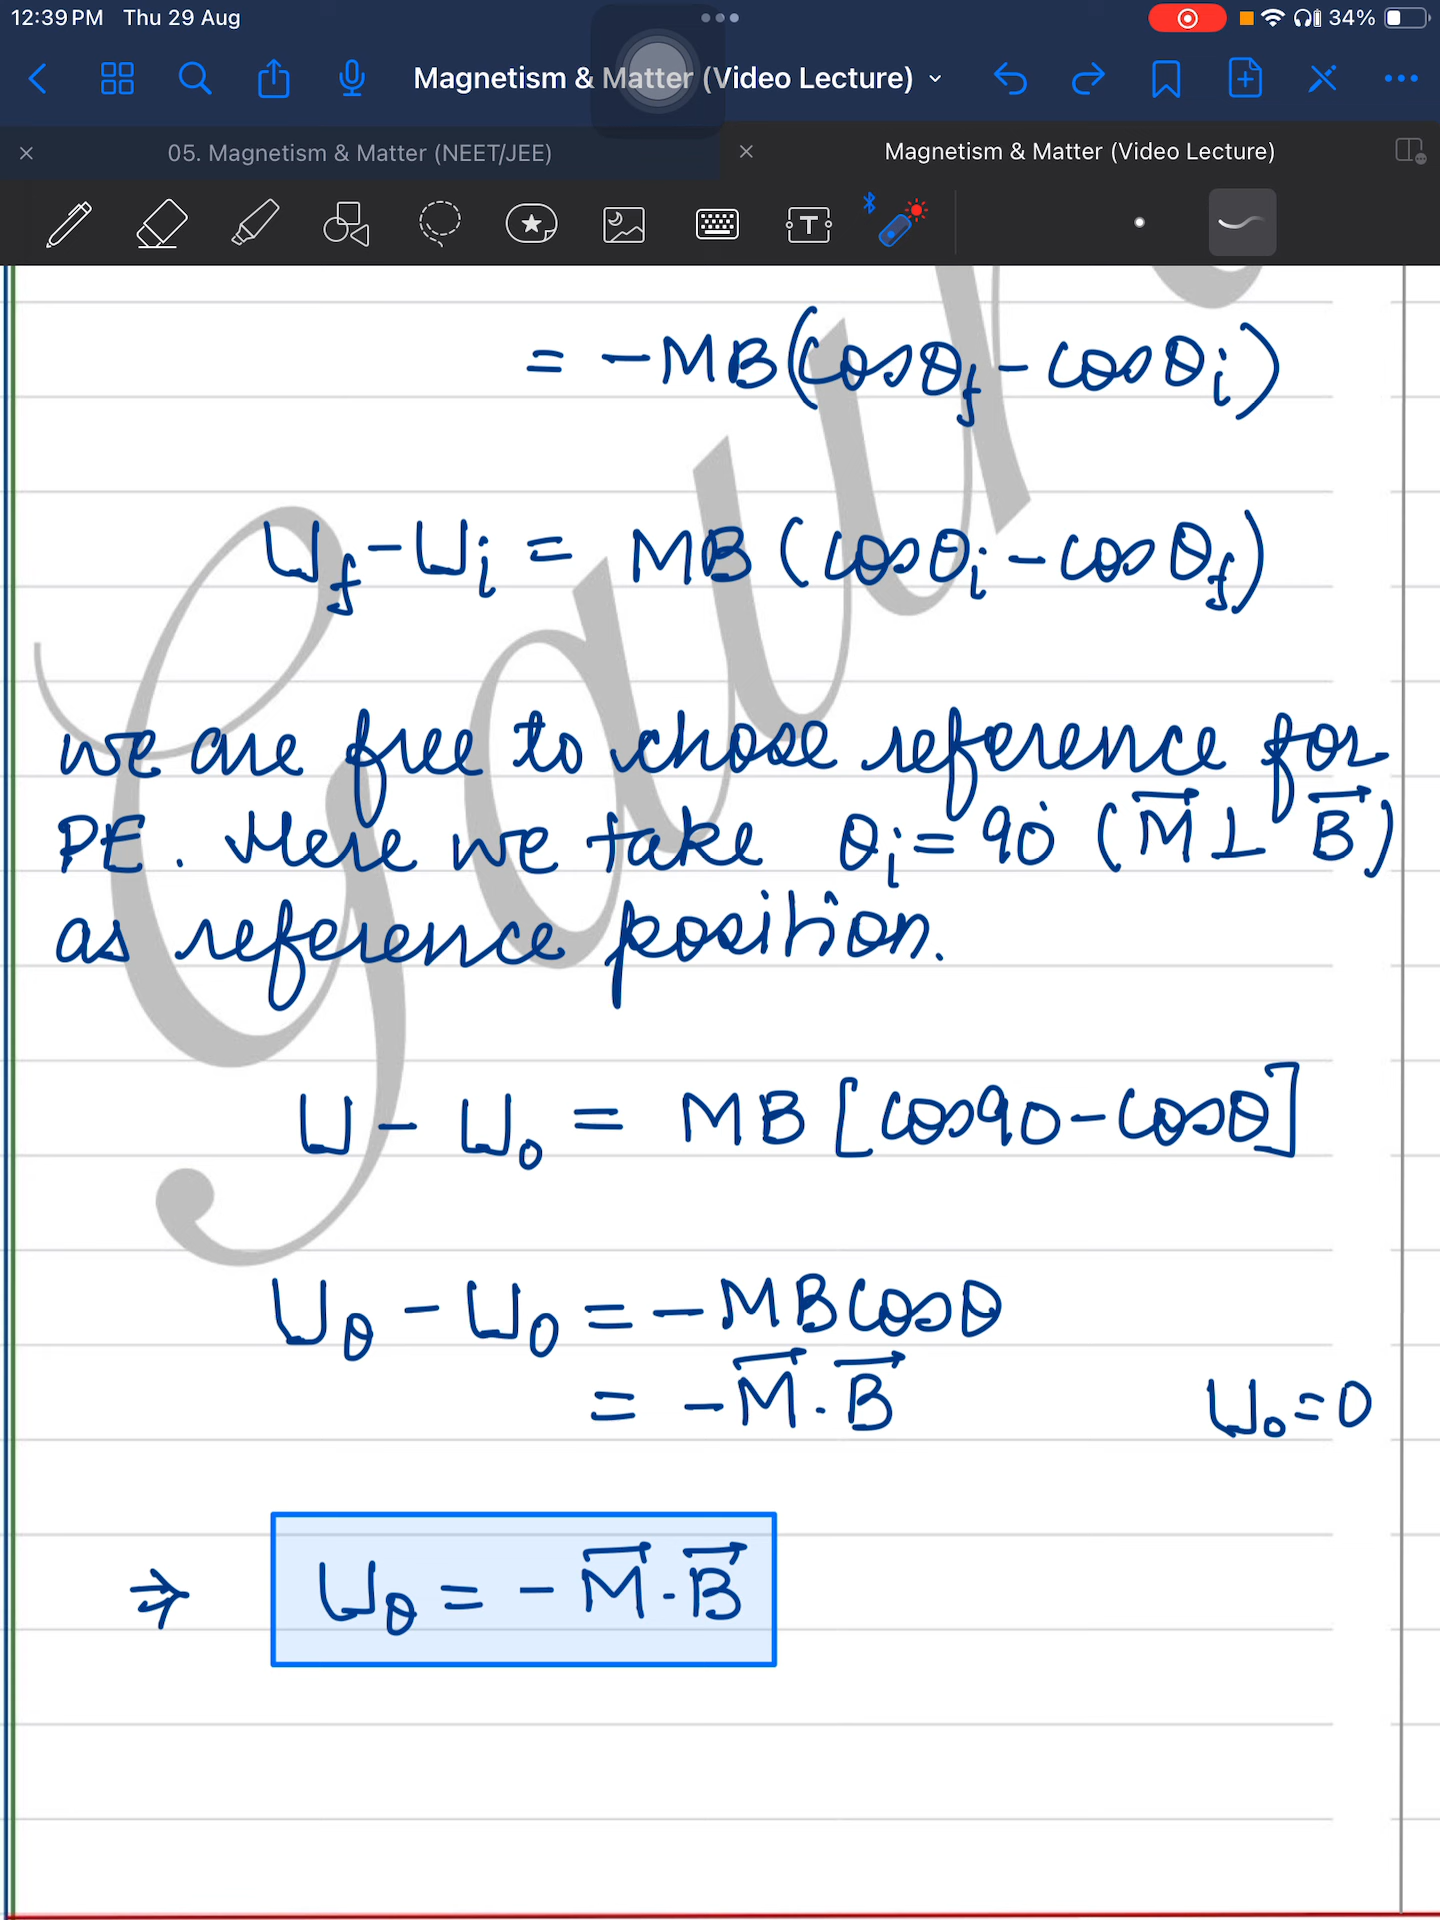 12:39 PM Thu 29 Aug
34%
Magnetism & Matter (Video Lecture)
05. Magnetism & Matter (NEET/JEE)
Magnetism & Matter (Video Lecture)
T
= -MB(cosθf - cosθi)
Uf - Ui = MB (cosθi - cosθf)
we are free to chose reference for
PE. Here we take θi = 90° (M⃗ ⊥ B⃗)
as reference position.
U - U₀ = MB [cos90 - cosθ]
Uθ - U₀ = - MBcosθ
= - M⃗ . B⃗
U₀ = 0
⇒ Uθ = - M⃗ . B⃗